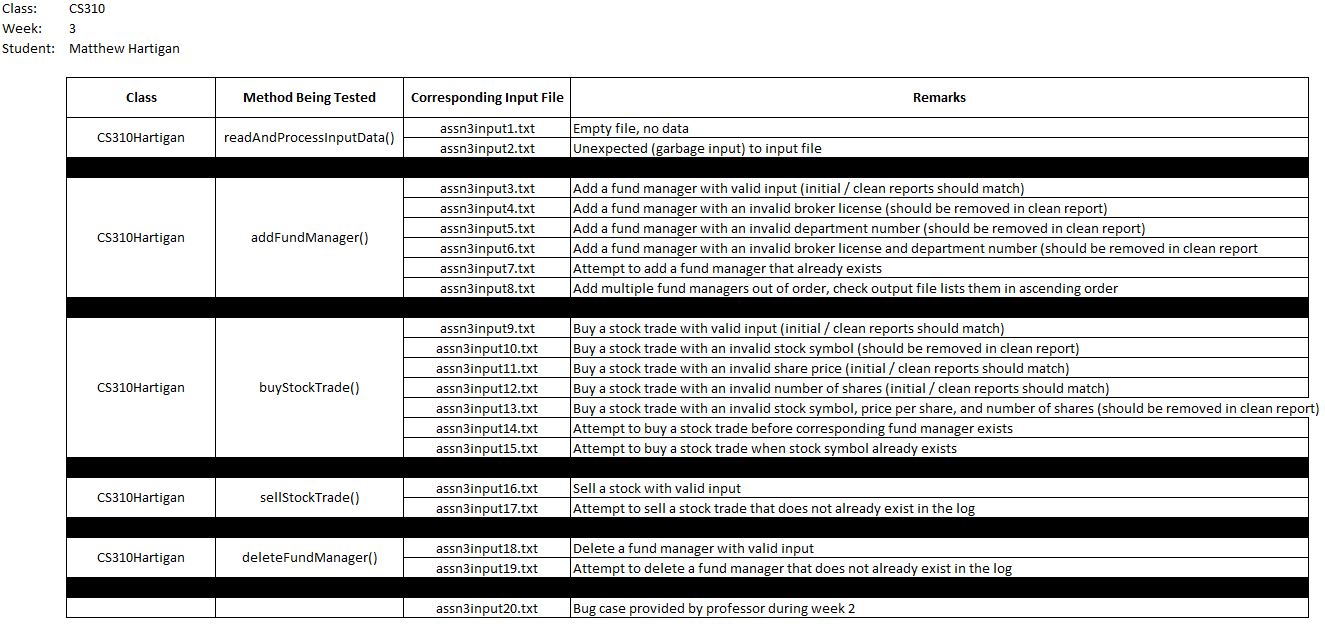 Class: CS310
Week: 3
Student: Matthew Hartigan
Class Method Being Tested Corresponding Input File Remarks
CS310Hartigan readAndProcessInputData()
assn3input1.txt Empty file, no data
assn3input2.txt Unexpected (garbage input) to input file
CS310Hartigan addFundManager()
assn3input3.txt Add a fund manager with valid input (initial / clean reports should match)
assn3input4.txt Add a fund manager with an invalid broker license (should be removed in clean report)
assn3input5.txt Add a fund manager with an invalid department number (should be removed in clean report)
assn3input6.txt Add a fund manager with an invalid broker license and department number (should be removed in clean report
assn3input7.txt Attempt to add a fund manager that already exists
assn3input8.txt Add multiple fund managers out of order, check output file lists them in ascending order
CS310Hartigan buyStockTrade()
assn3input9.txt Buy a stock trade with valid input (initial / clean reports should match)
assn3input10.txt Buy a stock trade with an invalid stock symbol (should be removed in clean report)
assn3input11.txt Buy a stock trade with an invalid share price (initial / clean reports should match)
assn3input12.txt Buy a stock trade with an invalid number of shares (initial / clean reports should match)
assn3input13.txt Buy a stock trade with an invalid stock symbol, price per share, and number of shares (should be removed in clean report)
assn3input14.txt Attempt to buy a stock trade before corresponding fund manager exists
assn3input15.txt Attempt to buy a stock trade when stock symbol already exists
CS310Hartigan sellStockTrade()
assn3input16.txt Sell a stock with valid input
assn3input17.txt Attempt to sell a stock trade that does not already exist in the log
CS310Hartigan deleteFundManager()
assn3input18.txt Delete a fund manager with valid input
assn3input19.txt Attempt to delete a fund manager that does not already exist in the log
assn3input20.txt Bug case provided by professor during week 2